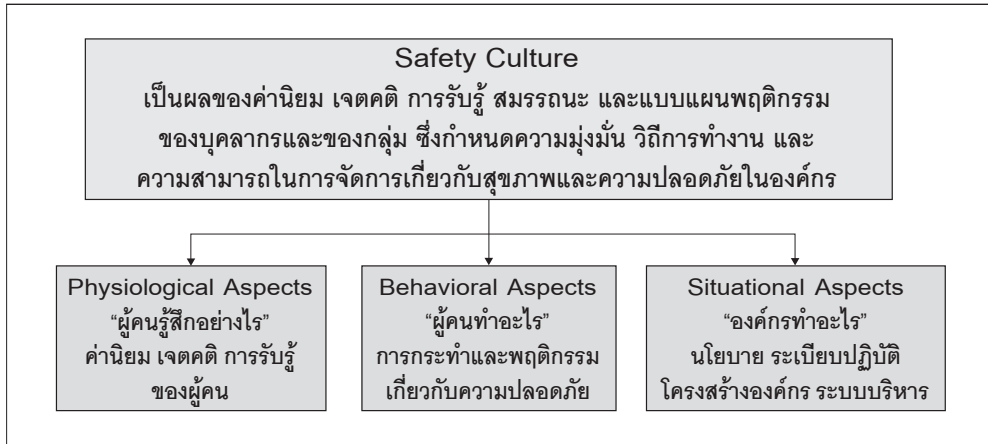 Safety Culture
เป็นผลของค่านิยม เจตคติ การรับรู้ สมรรถนะ และแบบแผนพฤติกรรม
ของบุคลากรและของกลุ่ม ซึ่งกำหนดความมุ่งมั่น วิถีการทำงาน และ
ความสามารถในการจัดการเกี่ยวกับสุขภาพและความปลอดภัยในองค์กร
Physiological Aspects
“ผู้คนรู้สึกอย่างไร”
ค่านิยม เจตคติ การรับรู้
ของผู้คน
Behavioral Aspects
“ผู้คนทำอะไร”
การกระทำและพฤติกรรม
เกี่ยวกับความปลอดภัย
Situational Aspects
“องค์กรทำอะไร”
นโยบาย ระเบียบปฏิบัติ
โครงสร้างองค์กร ระบบบริหาร